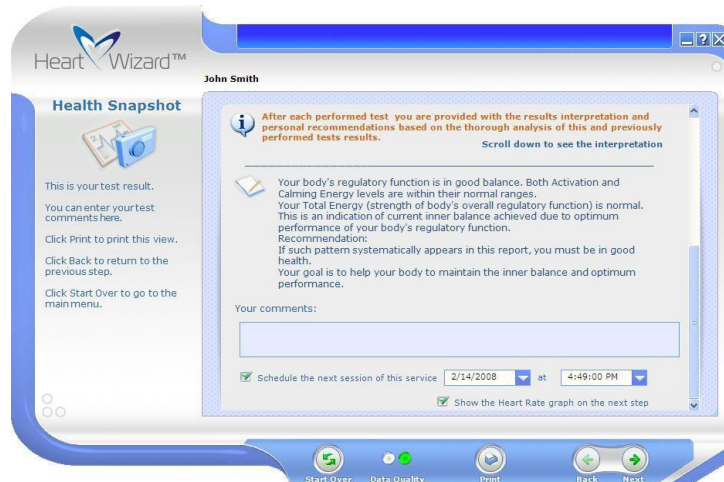 Heart Wizard™
John Smith
Health Snapshot
This is your test result.
You can enter your test
comments here.
Click Print to print this view.
Click Back to return to the
previous step.
Click Start Over to go to the
main menu.
After each performed test you are provided with the results interpretation and
personal recommendations based on the thorough analysis of this and previously
performed tests results.
Scroll down to see the interpretation
Your body's regulatory function is in good balance. Both Activation and
Calming Energy levels are within their normal ranges.
Your Total Energy (strength of body's overall regulatory function) is normal.
This is an indication of current inner balance achieved due to optimum
performance of your body's regulatory function.
Recommendation:
If such pattern systematically appears in this report, you must be in good
health.
Your goal is to help your body to maintain the inner balance and optimum
performance.
Your comments:
Schedule the next session of this service 2/14/2008 at 4:49:00 PM
Show the Heart Rate graph on the next step
Start Over Data Quality Print Back Next